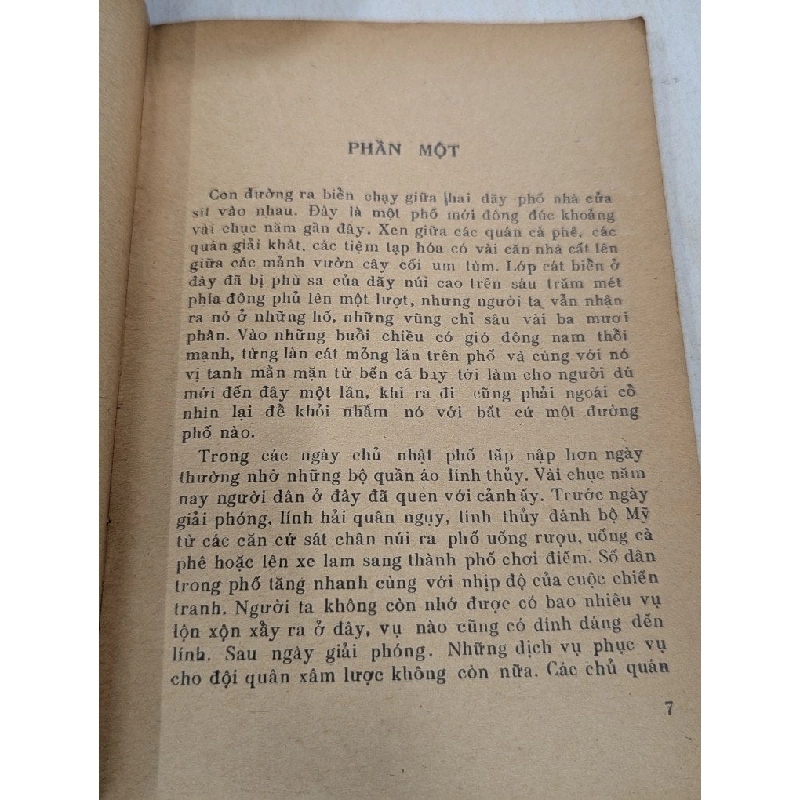 PHẦN MỘT
Con đường ra biển chạy giữa hai dãy phố nhà cửa
sít vào nhau. Đây là một phố mới đông đúc khoảng
vài chục năm gần đây. Xen giữa các quán cà phê, các
quán giải khát, các tiệm tạp hóa có vài căn nhà cất lên
giữa các mảnh vườn cây cối um tùm. Lớp cát biển ở
đây đã bị phù sa của dãy núi cao trên sáu trăm mét
phía đông phủ lên một lượt, nhưng người ta vẫn nhận
ra nó ở những hố, những vũng chỉ sâu vài ba mươi
phân. Vào những buổi chiều có gió đông nam thổi
mạnh, từng làn cát mỏng lăn trên phố và cùng với nó
vị tanh mằn mặn từ bến cá bay tới làm cho người dù
mới đến đây một lần, khi ra đi cũng phải ngoái cổ
nhìn lại để khỏi nhầm nó với bất cứ một đường
phố nào.
Trong các ngày chủ nhật phố tấp nập hơn ngày
thường nhờ những bộ quần áo lính thủy. Vài chục năm
nay người dân ở đây đã quen với cảnh ấy. Trước ngày
giải phóng, lính hải quân ngụy, lính thủy đánh bộ Mỹ
từ các căn cứ sát chân núi ra phố uống rượu, uống cà
phê hoặc lên xe lam sang thành phố chơi điếm. Số dân
trong phố tăng nhanh cùng với nhịp độ của cuộc chiến
tranh. Người ta không còn nhớ được có bao nhiêu vụ
lộn xộn xẩy ra ở đây, vụ nào cũng có dính dáng đến
lính. Sau ngày giải phóng. Những dịch vụ phục vụ
cho đội quân xâm lược không còn nữa. Các chủ quán
7